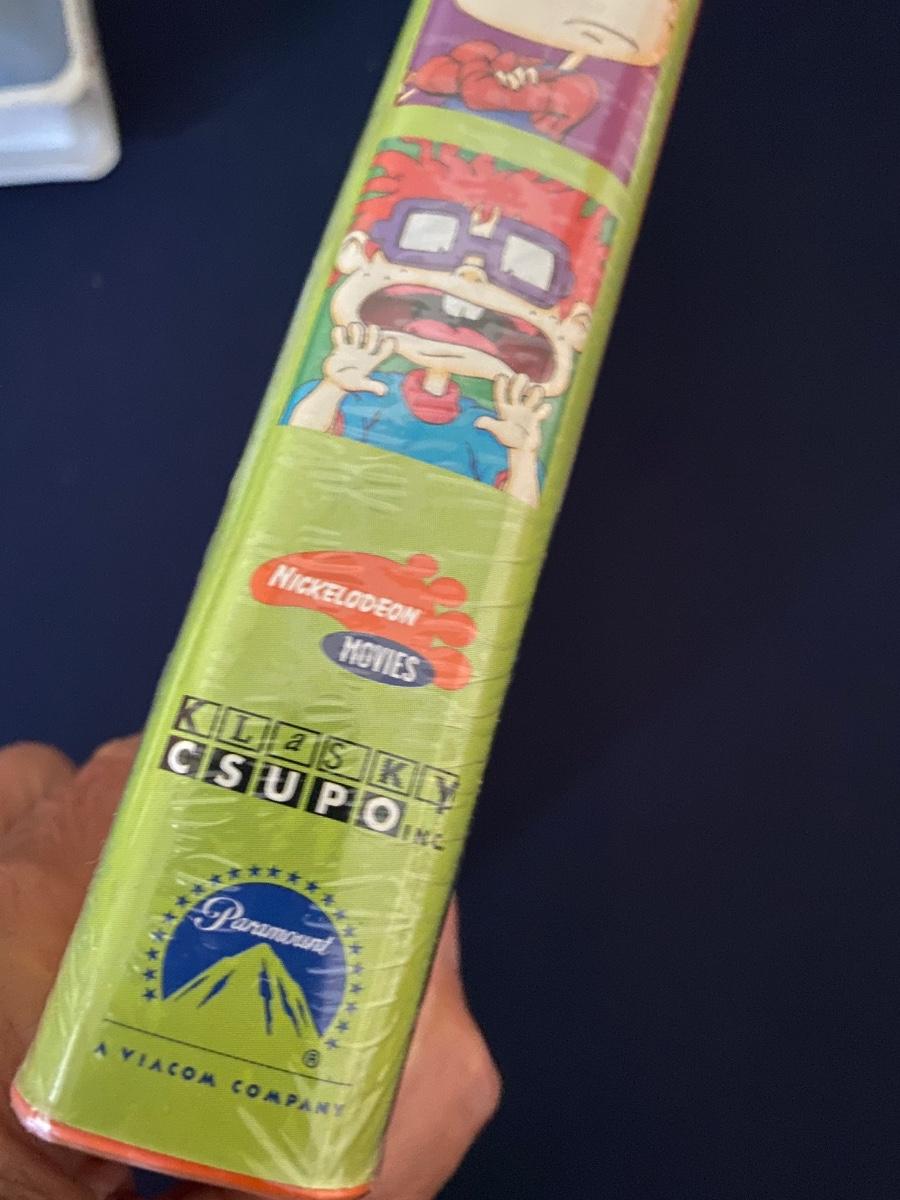 NICKELODEON
MOVIES
KLaSKY
CSUPO INC.
Paramount
®
A VIACOM COMPANY